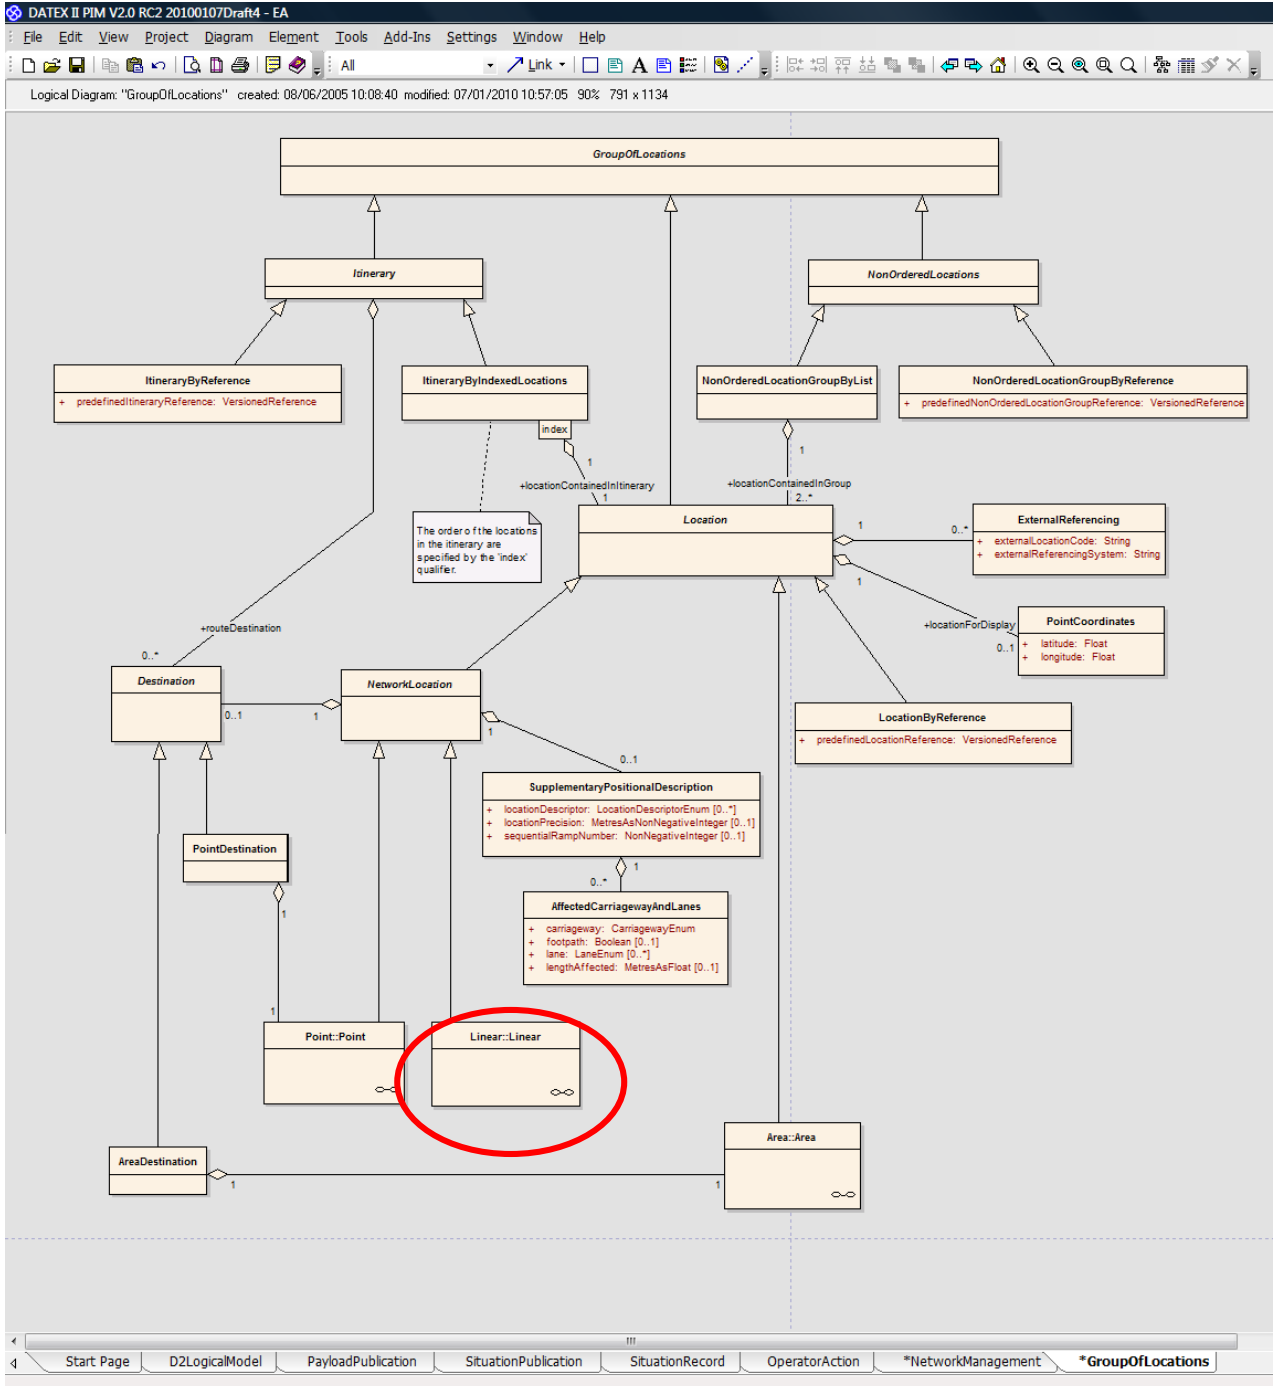 DATEX II PIM V2.0 RC2 20100107Draft4 - EA
File Edit View Project Diagram Element Tools Add-Ins Settings Window Help
All Link A
Logical Diagram: "GroupOfLocations" created: 08/06/2005 10:08:40 modified: 07/01/2010 10:57:05 90% 791 x 1134
GroupOfLocations
Itinerary
NonOrderedLocations
ItineraryByReference
+ predefinedItineraryReference: VersionedReference
ItineraryByIndexedLocations
index
NonOrderedLocationGroupByList
NonOrderedLocationGroupByReference
+ predefinedNonOrderedLocationGroupReference: VersionedReference
1
+locationContainedInItinerary
1
1
+locationContainedInGroup
2..*
The order of the locations
in the itinerary are
specified by the 'index'
qualifier.
Location
1
0..*
ExternalReferencing
+ externalLocationCode: String
+ externalReferencingSystem: String
1
+locationForDisplay
0..1
PointCoordinates
+ latitude: Float
+ longitude: Float
+routeDestination
0..*
Destination
0..1
1
NetworkLocation
1
LocationByReference
+ predefinedLocationReference: VersionedReference
0..1
SupplementaryPositionalDescription
+ locationDescriptor: LocationDescriptorEnum [0..*]
+ locationPrecision: MetresAsNonNegativeInteger [0..1]
+ sequentialRampNumber: NonNegativeInteger [0..1]
PointDestination
1
1
0..*
AffectedCarriagewayAndLanes
+ carriageway: CarriagewayEnum
+ footpath: Boolean [0..1]
+ lane: LaneEnum [0..*]
+ lengthAffected: MetresAsFloat [0..1]
1
Point::Point
Linear::Linear
Area::Area
AreaDestination
1
1
Start Page D2LogicalModel PayloadPublication SituationPublication SituationRecord OperatorAction *NetworkManagement *GroupOfLocations